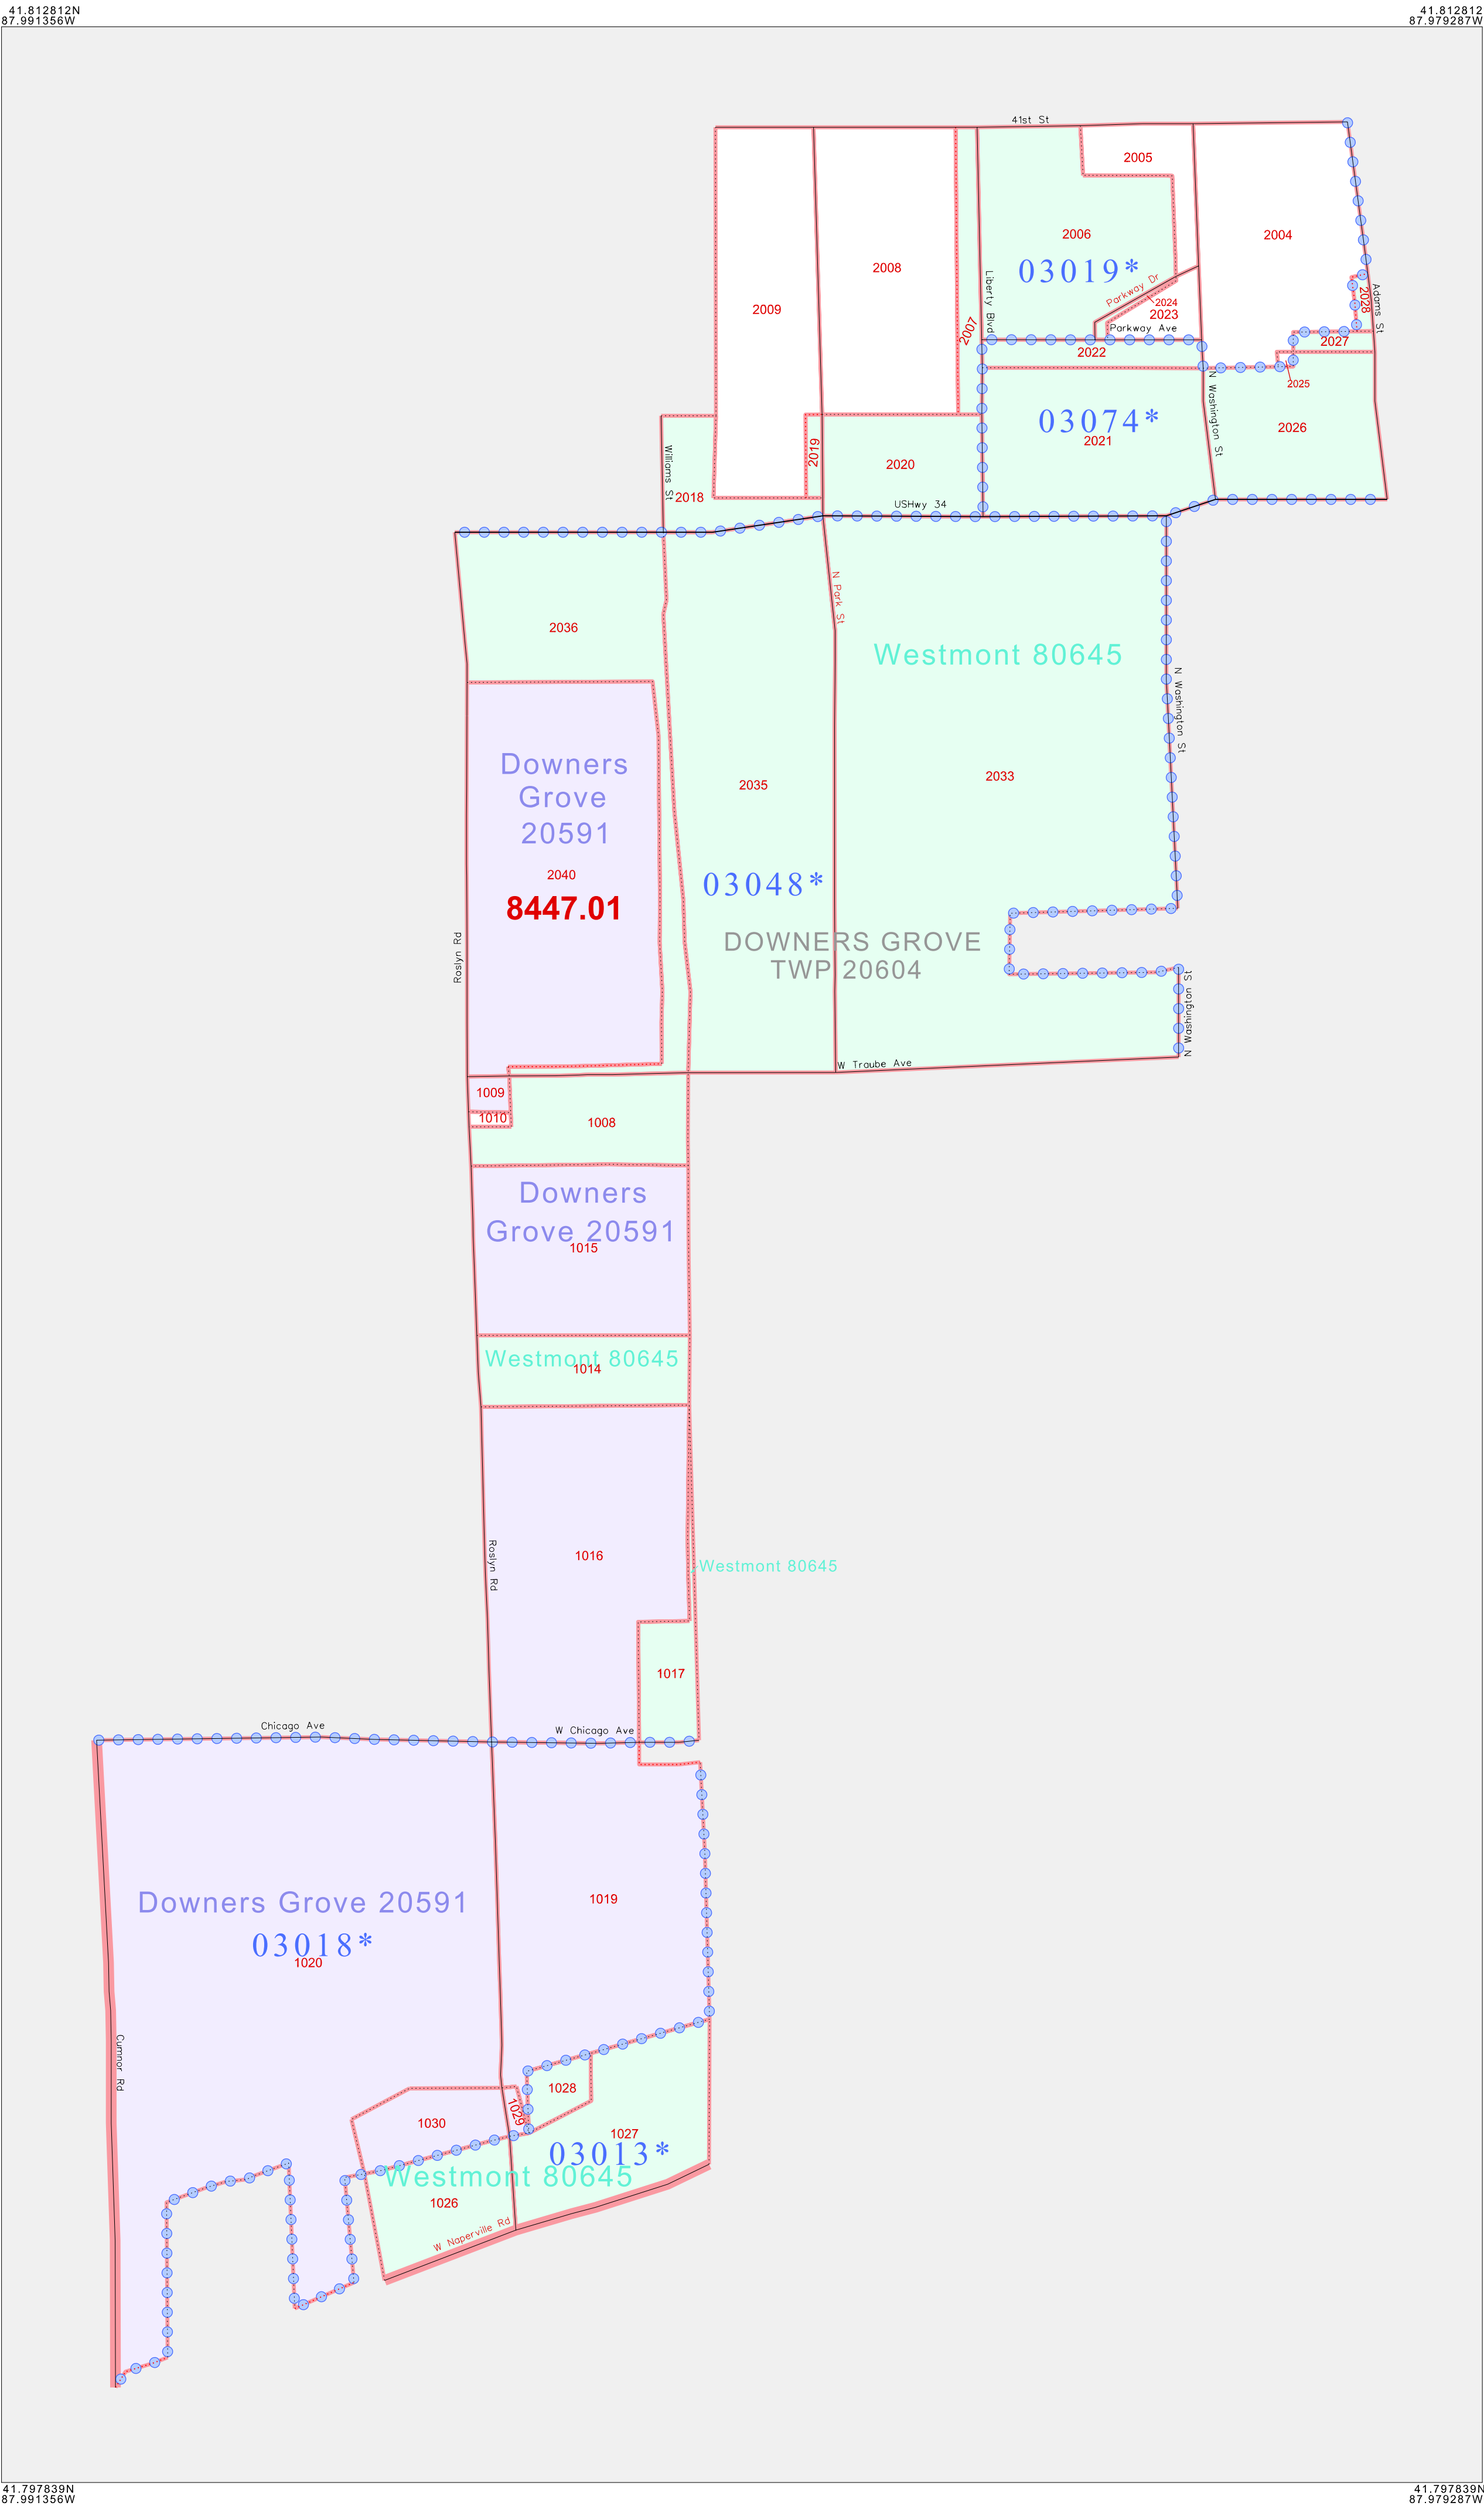 41.812812N
87.991356W
41.812812
87.979287W
41st St
2005
2006
2004
03019*
2008
2009
Liberty Blvd
2007
Parkway Dr
2024
2023
Parkway Ave
2028
Adams St
2027
2022
2025
N Washington St
03074*
2021
2026
Williams St
2018
2019
2020
USHwy 34
N Park St
2036
Westmont 80645
N Washington St
Downers
Grove
20591
2035
2033
2040
8447.01
03048*
Roslyn Rd
DOWNERS GROVE
TWP 20604
N Washington St
W Traube Ave
1009
1010
1008
Downers
Grove 20591
1015
Westmont 80645
1014
Roslyn Rd
1016
Westmont 80645
1017
Chicago Ave
W Chicago Ave
Downers Grove 20591
1019
03018*
1020
Cumnor Rd
1028
1029
1030
1027
03013*
Westmont 80645
1026
W Naperville Rd
41.797839N
87.991356W
41.797839N
87.979287W